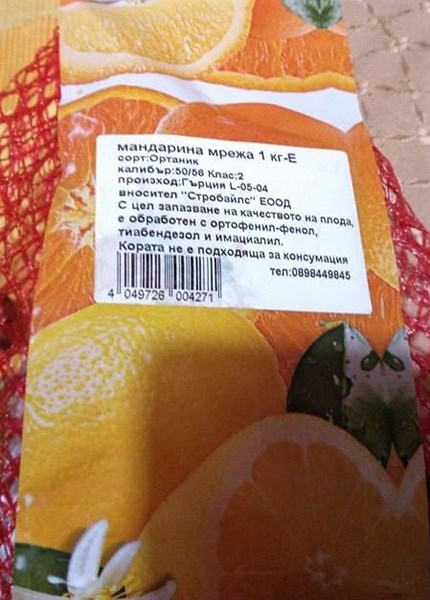 мандарина мрежа 1 кг-Е
сорт:Ортаник
калибър:50/56 Клас:2
произход:Гърция L-05-04
вносител "Стробайлс" ЕООД
С цел запазване на качеството на плода,
е обработен с ортофенил-фенол,
тиабендезол и имациалил.
Кората не е подходяща за консумация
тел:0898449845
4 049726 004271